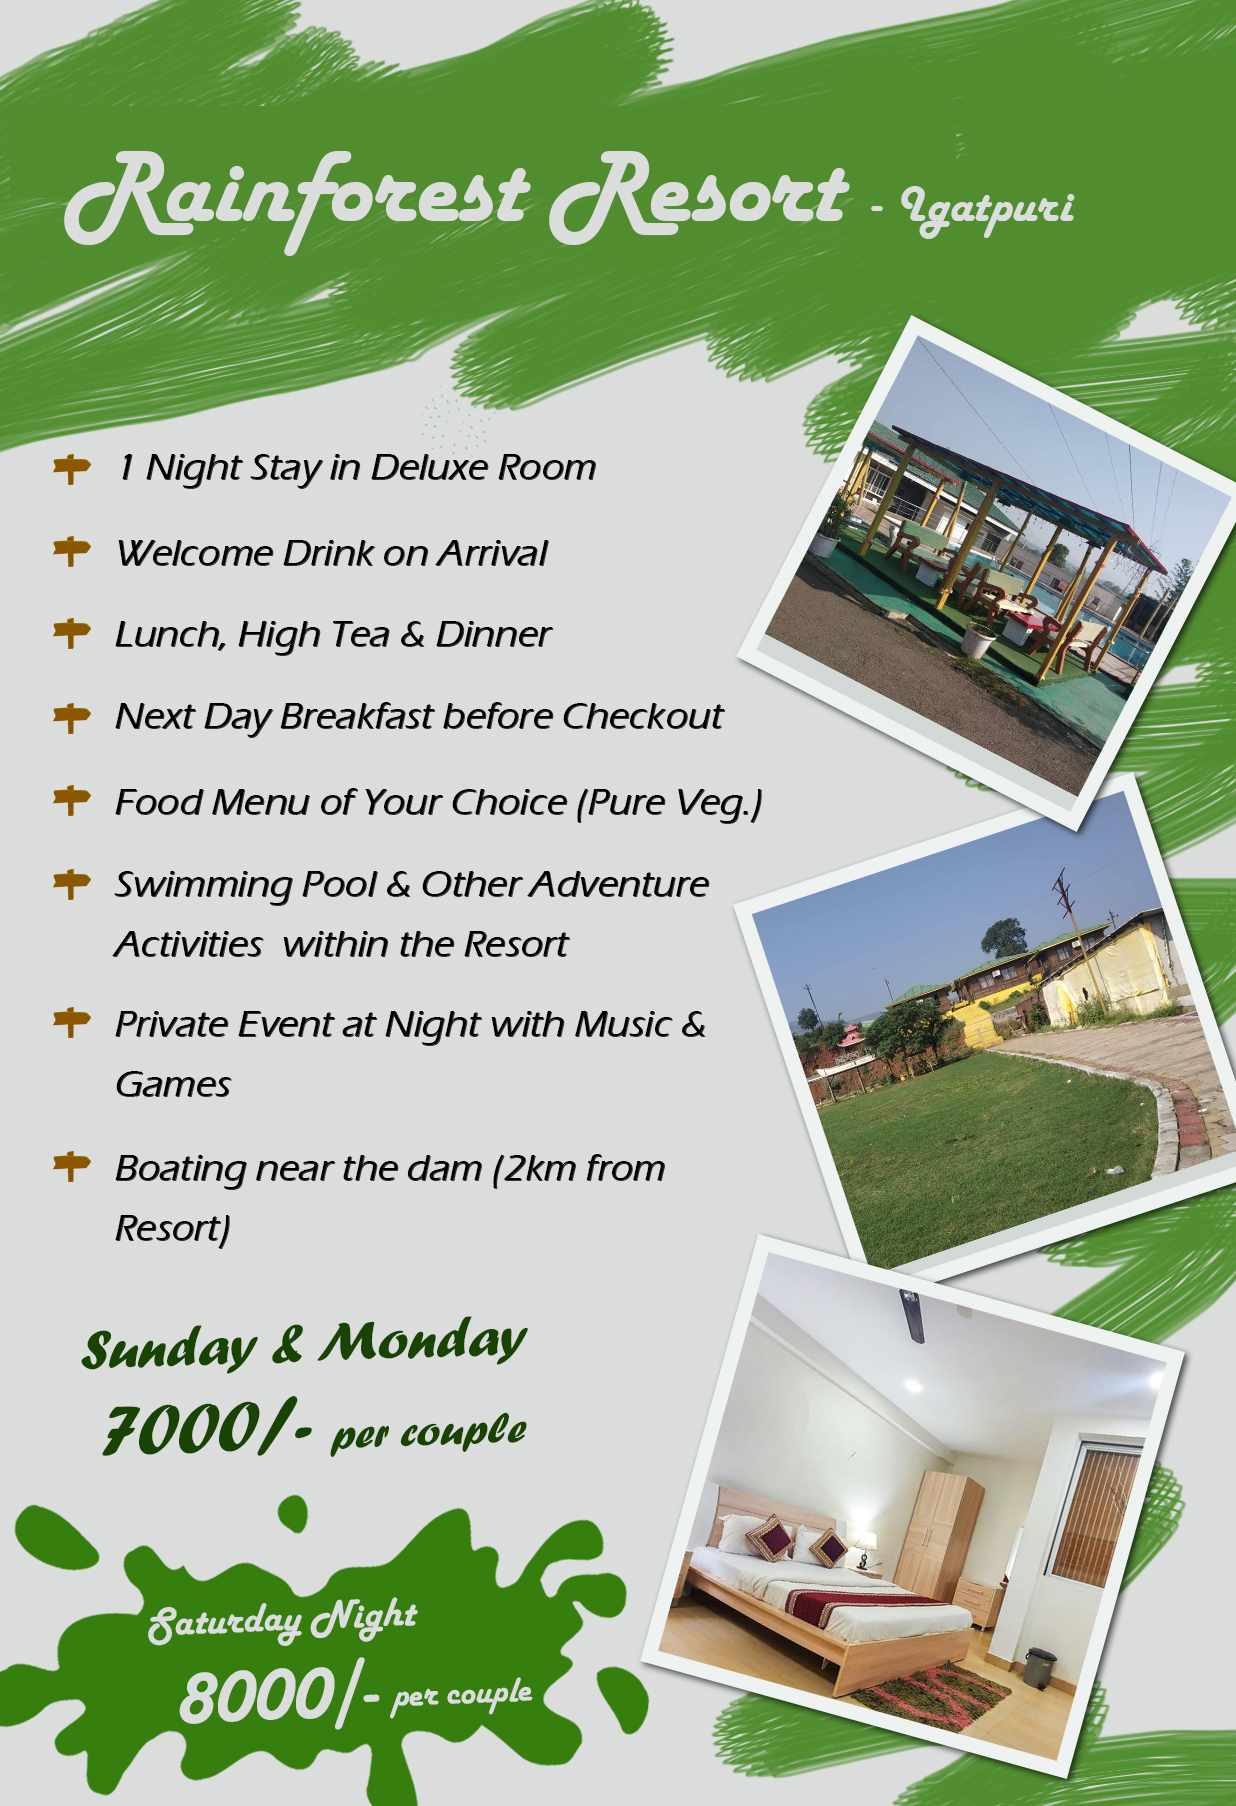 Rainforest Resort - Igatpuri
1 Night Stay in Deluxe Room
Welcome Drink on Arrival
Lunch, High Tea & Dinner
Next Day Breakfast before Checkout
Food Menu of Your Choice (Pure Veg.)
Swimming Pool & Other Adventure
Activities within the Resort
Private Event at Night with Music &
Games
Boating near the dam (2km from
Resort)
Sunday & Monday
7000/- per couple
Saturday Night
8000/- per couple